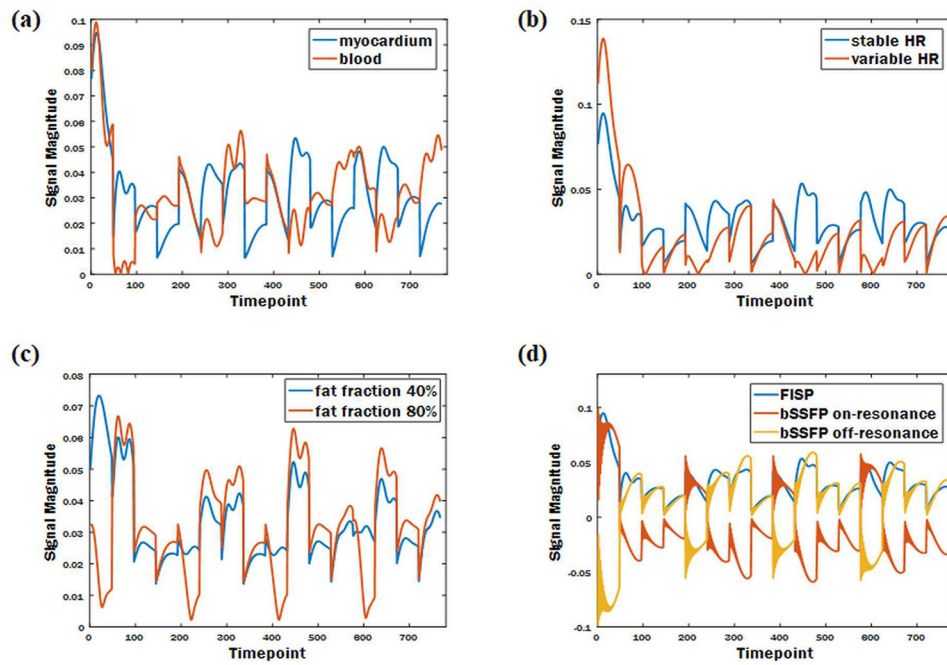 (a)
Signal Magnitude
0.1
0.09
0.08
0.07
0.06
0.05
0.04
0.03
0.02
0.01
0
myocardium
blood
0 100 200 300 400 500 600 700
Timepoint
(b)
Signal Magnitude
0.15
0.1
0.05
0
stable HR
variable HR
0 100 200 300 400 500 600 700
Timepoint
(c)
Signal Magnitude
0.08
0.07
0.06
0.05
0.04
0.03
0.02
0.01
0
fat fraction 40%
fat fraction 80%
0 100 200 300 400 500 600 700
Timepoint
(d)
Signal Magnitude
0.1
0.05
0
-0.05
-0.1
FISP
bSSFP on-resonance
bSSFP off-resonance
0 100 200 300 400 500 600 700
Timepoint